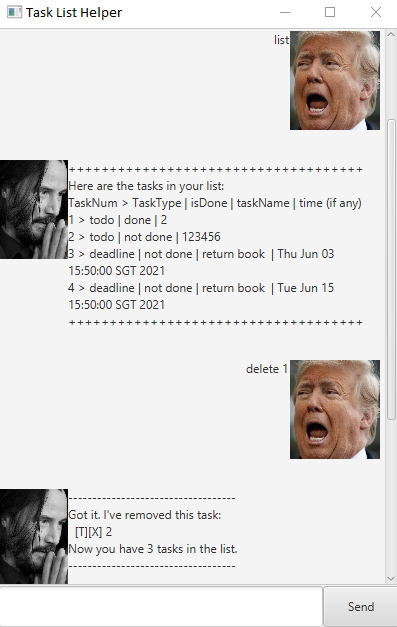 Task List Helper
list
++++++++++++++++++++++++++++++++++++
Here are the tasks in your list:
TaskNum > TaskType | isDone | taskName | time (if any)
1 > todo | done | 2
2 > todo | not done | 123456
3 > deadline | not done | return book  | Thu Jun 03
15:50:00 SGT 2021
4 > deadline | not done | return book  | Tue Jun 15
15:50:00 SGT 2021
++++++++++++++++++++++++++++++++++++
delete 1
-----------------------------------
Got it. I've removed this task:
  [T][X] 2
Now you have 3 tasks in the list.
-----------------------------------
Send